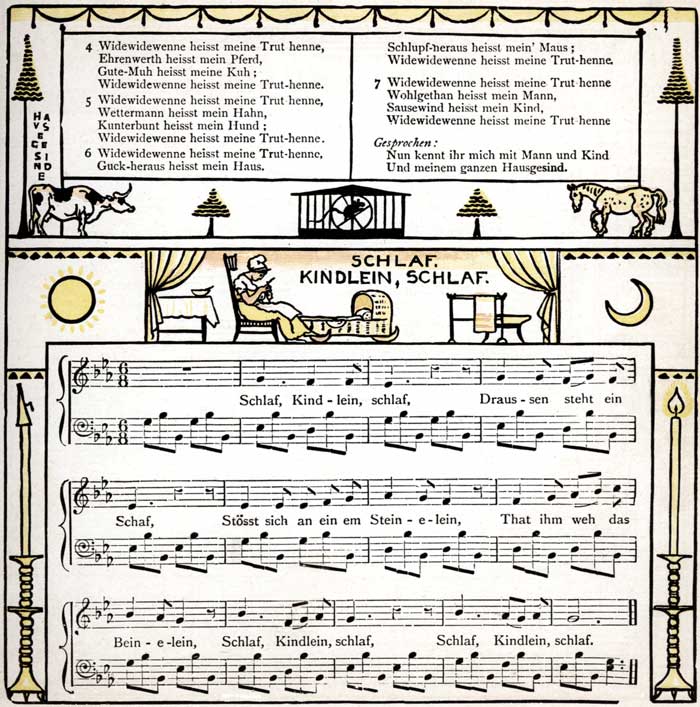 4 Widewidewenne heisst meine Trut henne,
Ehrenwerth heisst mein Pferd,
Gute-Muh heisst meine Kuh;
Widewidewenne heisst meine Trut-henne.
5 Widewidewenne heisst meine Trut-henne,
Wettermann heisst mein Hahn,
Kunterbunt heisst mein Hund;
Widewidewenne heisst meine Trut-henne.
6 Widewidewenne heisst meine Trut-henne,
Guck-heraus heisst mein Haus.
Schlupf-heraus heisst mein' Maus;
Widewidewenne heisst meine Trut-henne.
7 Widewidewenne heisst meine Trut-henne
Wohlgethan heisst mein Mann,
Sausewind heisst mein Kind,
Widewidewenne heisst meine Trut-henne
Gesprochen:
Nun kennt ihr mich mit Mann und Kind
Und meinem ganzen Hausgesind.
HAUSGESINDE
SCHLAF,
KINDLEIN, SCHLAF.
6 8
Schlaf, Kind-lein, schlaf, Draus-sen steht ein
6 8
Schaf, Stösst sich an ein em Stein-e-lein, That ihm weh das
Bein-e-lein, Schlaf, Kindlein, schlaf, Schlaf, Kindlein, schlaf.